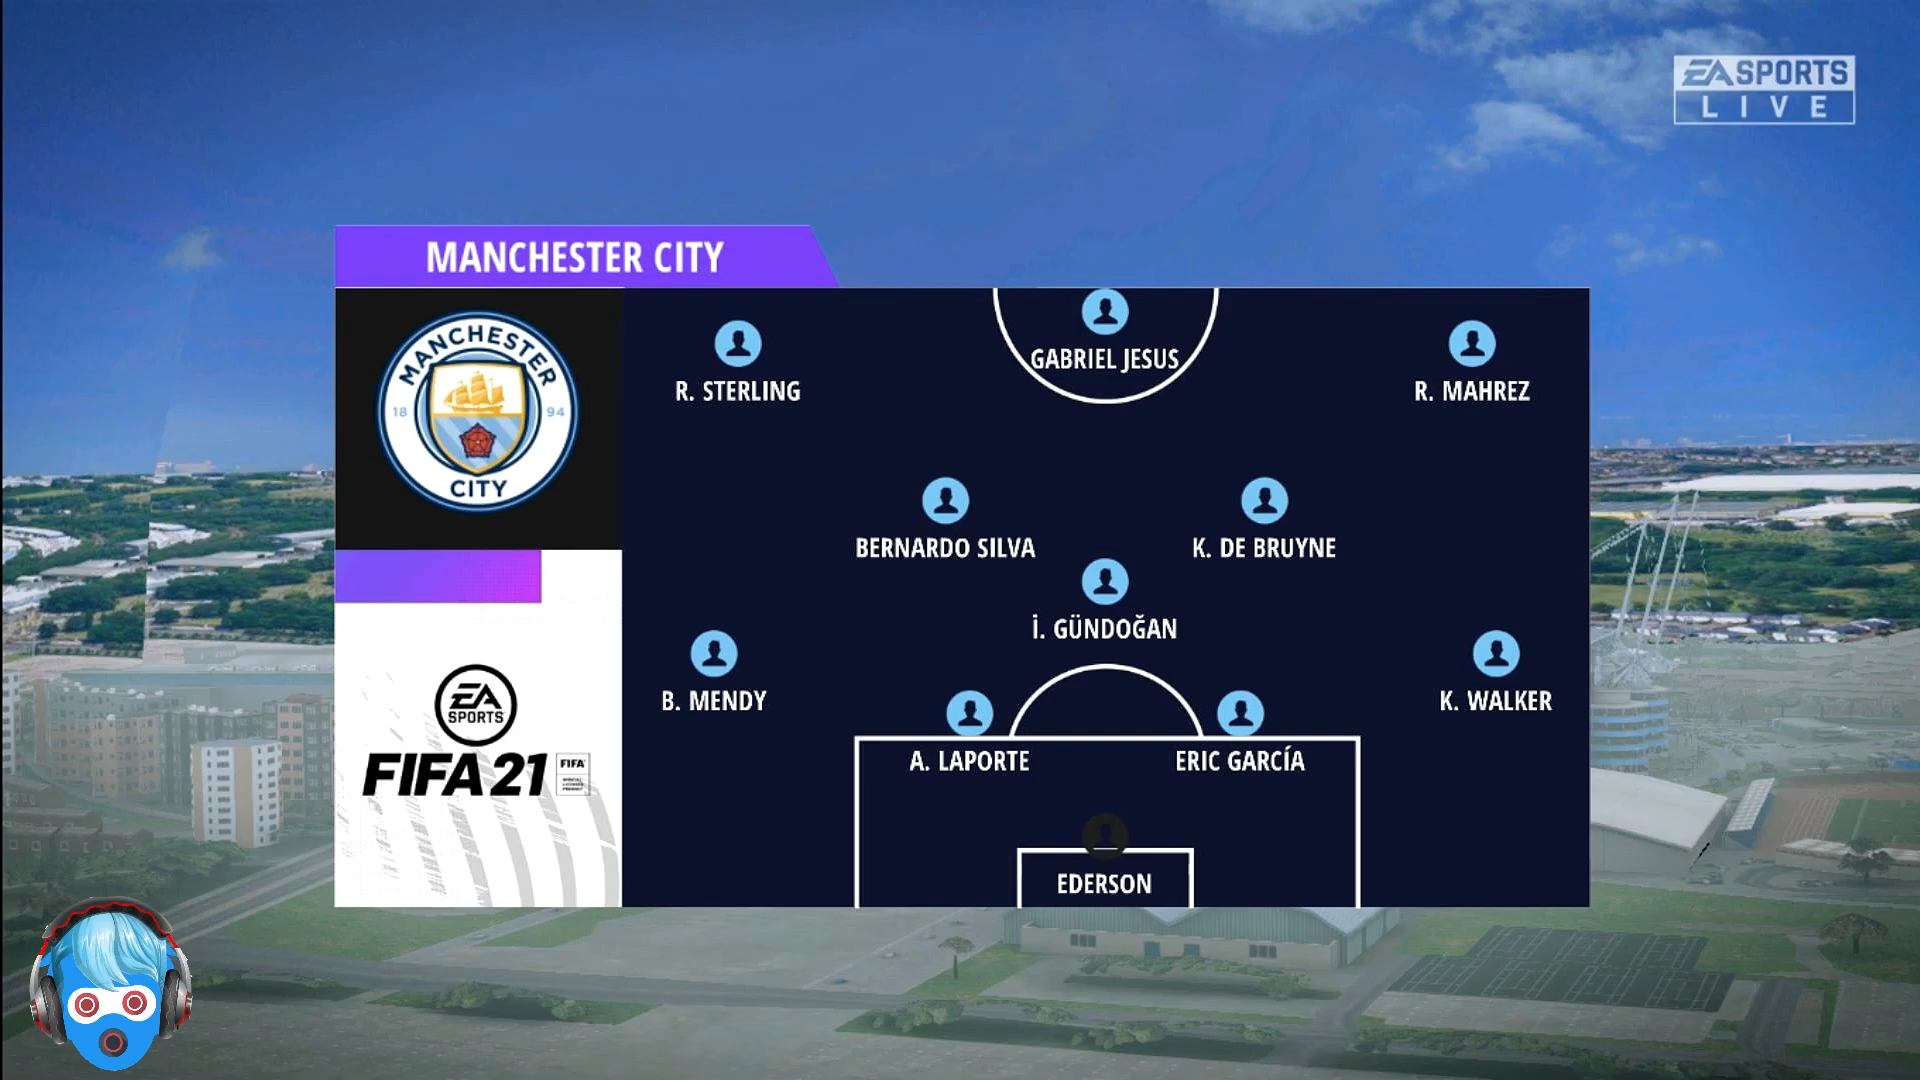 EA SPORTS
LIVE
MANCHESTER CITY
MANCHESTER
18 94
CITY
GABRIEL JESUS
R. STERLING
R. MAHREZ
BERNARDO SILVA
K. DE BRUYNE
İ. GÜNDOĞAN
B. MENDY
K. WALKER
A. LAPORTE
ERIC GARCÍA
EDERSON
EA
SPORTS
FIFA 21
FIFA